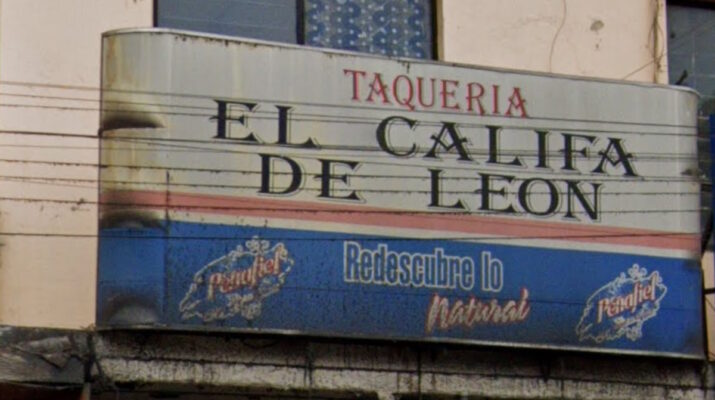 TAQUERIA
EL CALIFA
DE LEON
Peñafiel
Redescubre lo
Natural
Peñafiel